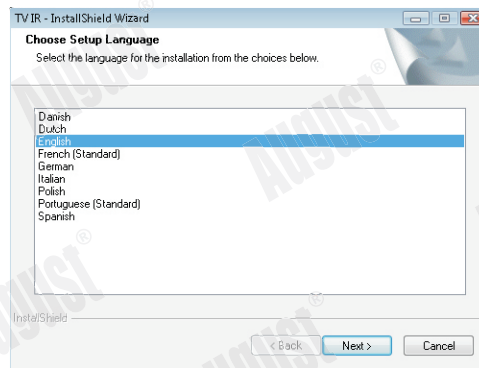 TV IR - InstallShield Wizard
Choose Setup Language
Select the language for the installation from the choices below.
Danish
Dutch
English
French (Standard)
German
Italian
Polish
Portuguese (Standard)
Spanish
InstallShield
< Back Next > Cancel
August®
August®
August®
August®